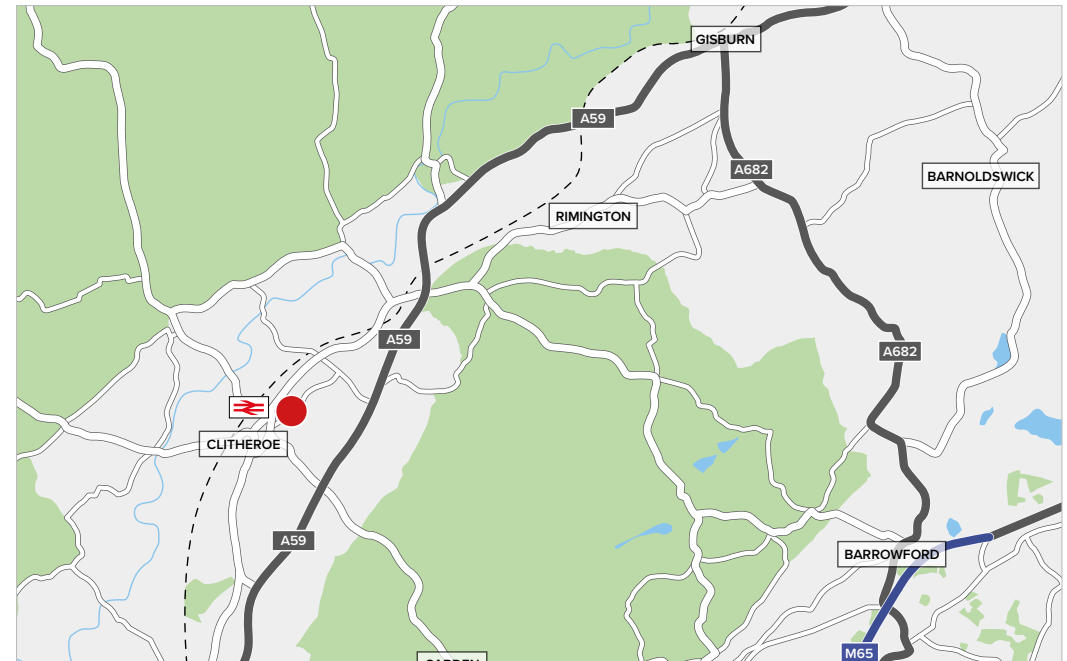 GISBURN
A59
A682
BARNOLDSWICK
RIMINGTON
A59
A682
CLITHEROE
A59
BARROWFORD
M65